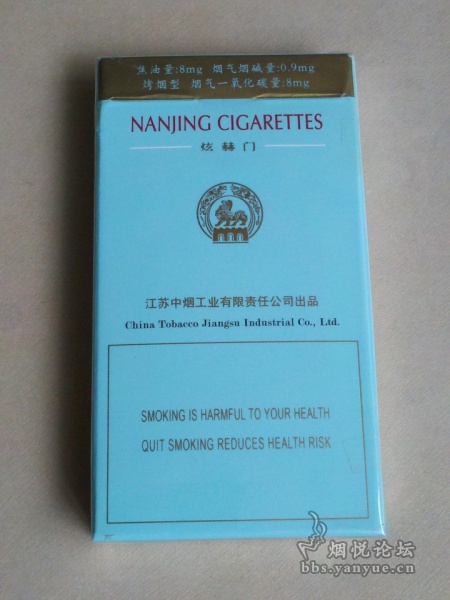 焦油量:8mg 烟气烟碱量:0.9mg
烤烟型 烟气一氧化碳量:8mg
NANJING CIGARETTES
炫赫门
江苏中烟工业有限责任公司出品
China Tobacco Jiangsu Industrial Co., Ltd.
SMOKING IS HARMFUL TO YOUR HEALTH
QUIT SMOKING REDUCES HEALTH RISK
烟悦论坛
bbs.yanyue.cn